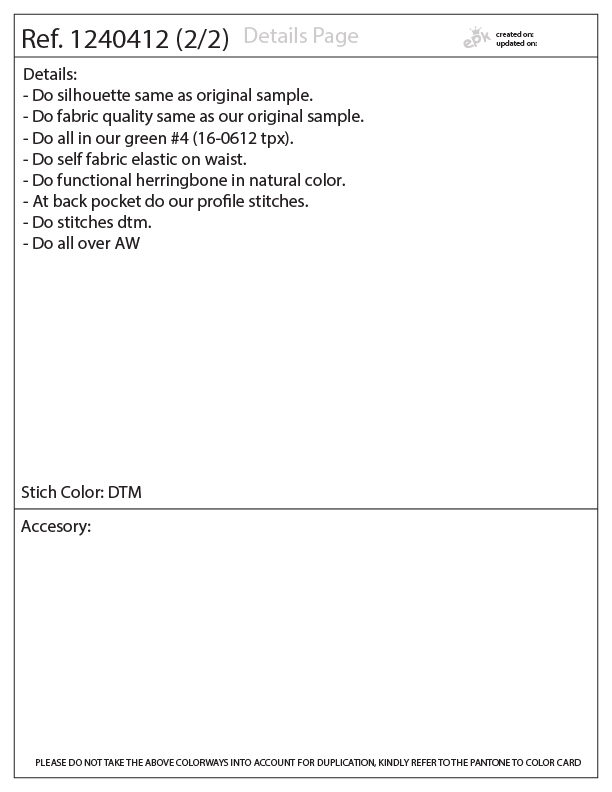 Ref. 1240412 (2/2) Details Page
epk
created on:
updated on:
Details:
- Do silhouette same as original sample.
- Do fabric quality same as our original sample.
- Do all in our green #4 (16-0612 tpx).
- Do self fabric elastic on waist.
- Do functional herringbone in natural color.
- At back pocket do our profile stitches.
- Do stitches dtm.
- Do all over AW
Stich Color: DTM
Accesory:
PLEASE DO NOT TAKE THE ABOVE COLORWAYS INTO ACCOUNT FOR DUPLICATION, KINDLY REFER TO THE PANTONE TO COLOR CARD